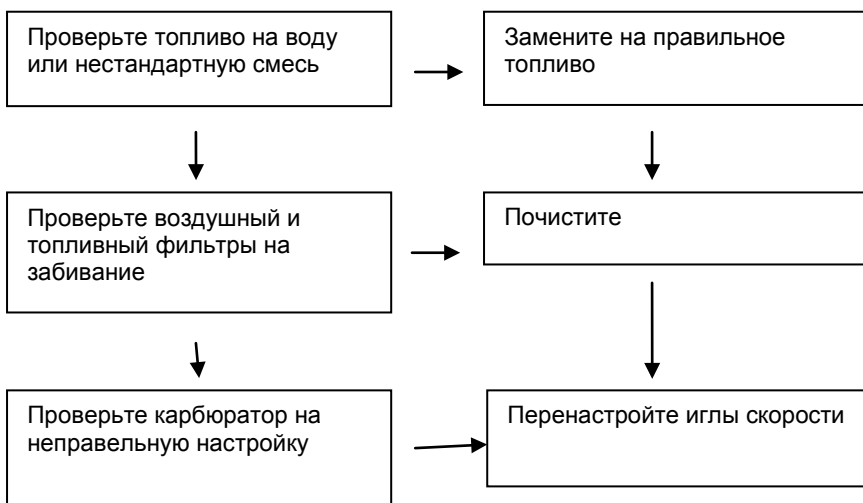 Проверьте топливо на воду
или нестандартную смесь
Замените на правильное
топливо
Проверьте воздушный и
топливный фильтры на
забивание
Почистите
Проверьте карбюратор на
неправельную настройку
Перенастройте иглы скорости